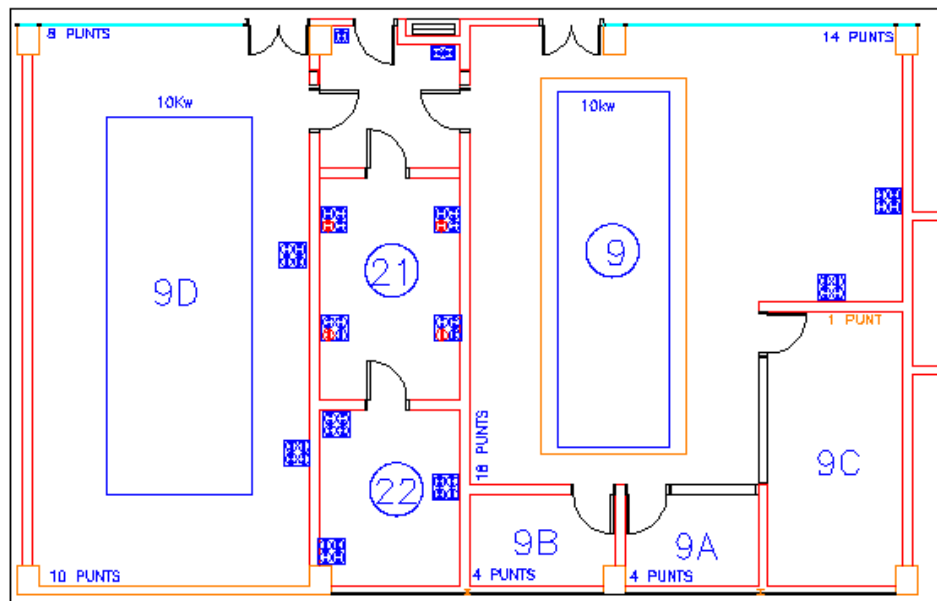 8 PUNTS
14 PUNTS
10Kw
10kw
9
21
9D
1 PUNT
18 PUNTS
9C
22
9B
9A
10 PUNTS
4 PUNTS
4 PUNTS